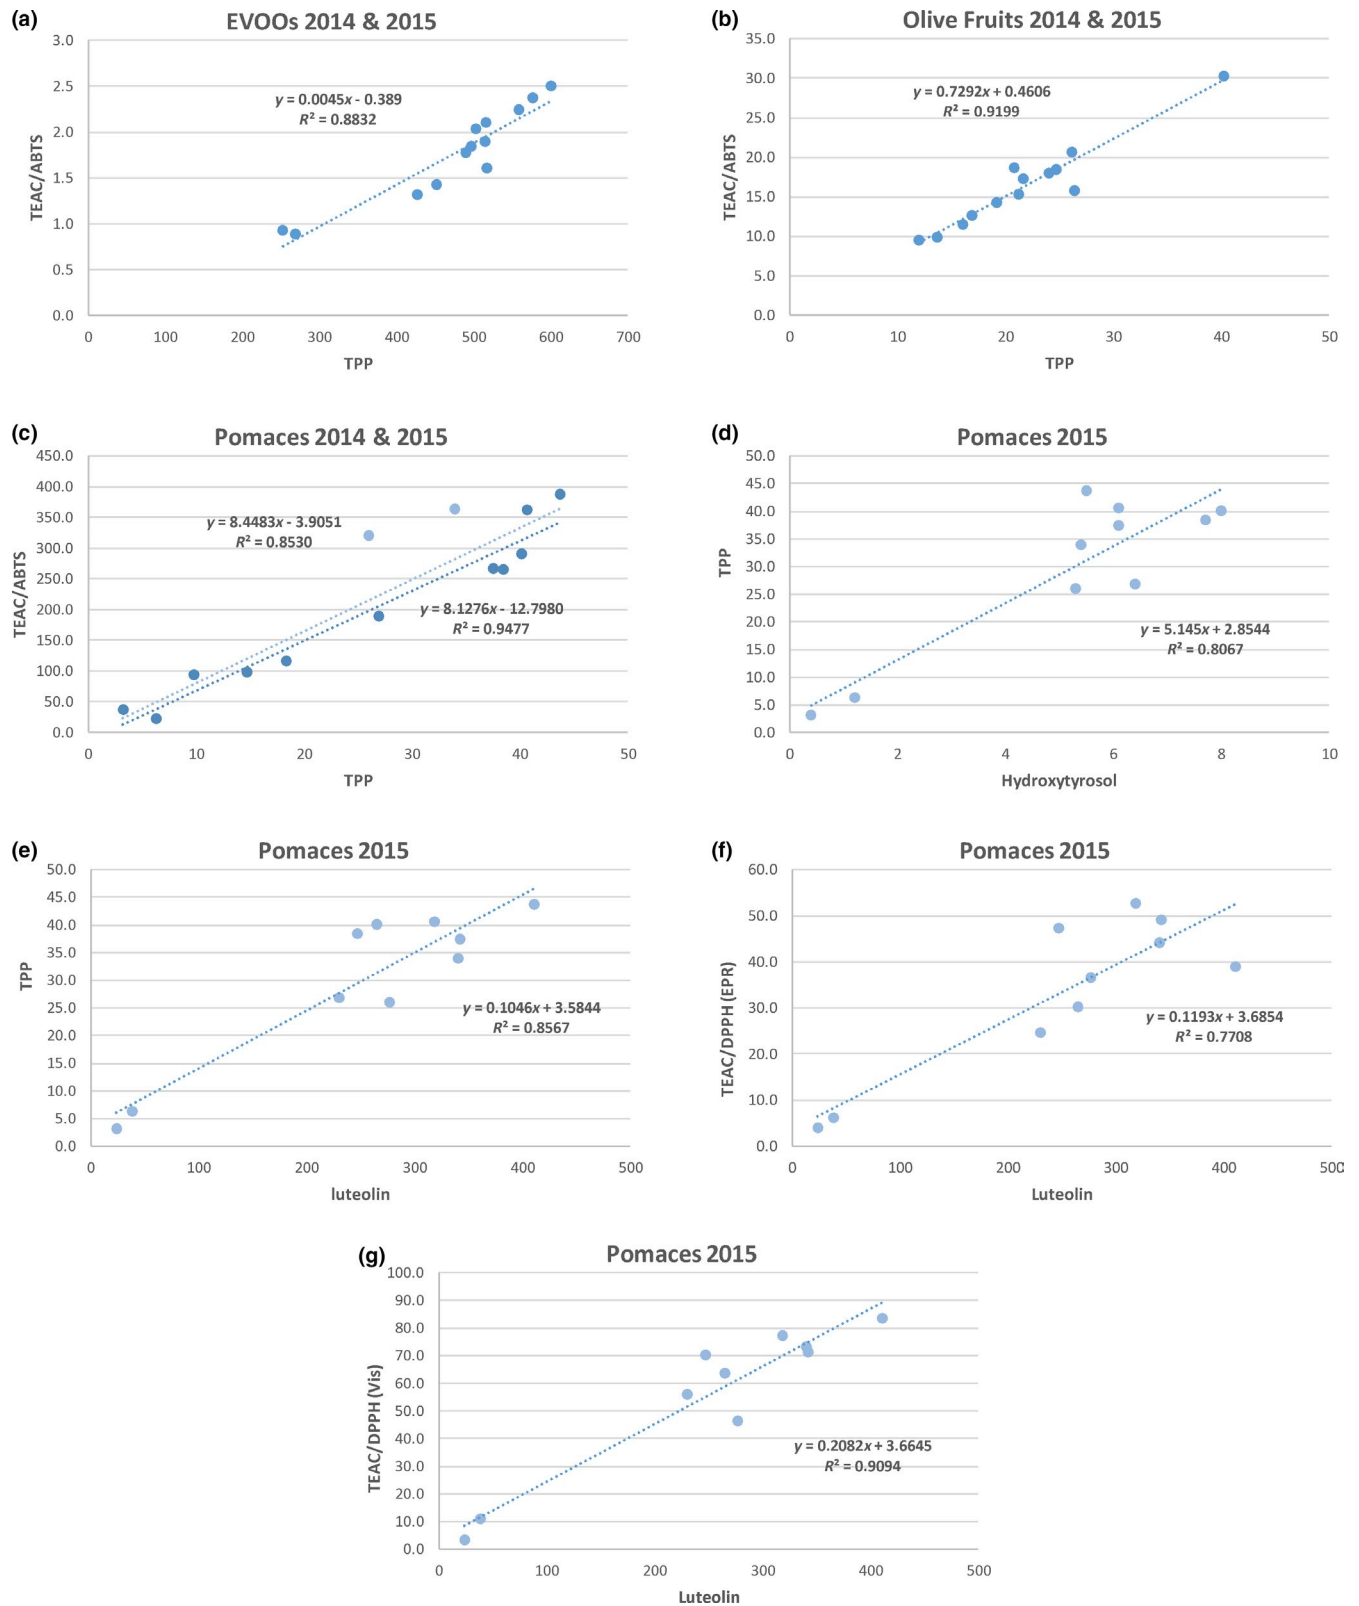 (a)
EVOOs 2014 & 2015
3.0
2.5
2.0
1.5
1.0
0.5
0.0
TEAC/ABTS
y = 0.0045x - 0.389
R² = 0.8832
0 100 200 300 400 500 600 700
TPP
(b)
Olive Fruits 2014 & 2015
35.0
30.0
25.0
20.0
15.0
10.0
5.0
0.0
TEAC/ABTS
y = 0.7292x + 0.4606
R² = 0.9199
0 10 20 30 40 50
TPP
(c)
Pomaces 2014 & 2015
450.0
400.0
350.0
300.0
250.0
200.0
150.0
100.0
50.0
0.0
TEAC/ABTS
y = 8.4483x - 3.9051
R² = 0.8530
y = 8.1276x - 12.7980
R² = 0.9477
0 10 20 30 40 50
TPP
(d)
Pomaces 2015
50.0
45.0
40.0
35.0
30.0
25.0
20.0
15.0
10.0
5.0
0.0
TPP
y = 5.145x + 2.8544
R² = 0.8067
0 2 4 6 8 10
Hydroxytyrosol
(e)
Pomaces 2015
50.0
45.0
40.0
35.0
30.0
25.0
20.0
15.0
10.0
5.0
0.0
TPP
y = 0.1046x + 3.5844
R² = 0.8567
0 100 200 300 400 500
luteolin
(f)
Pomaces 2015
60.0
50.0
40.0
30.0
20.0
10.0
0.0
TEAC/DPPH (EPR)
y = 0.1193x + 3.6854
R² = 0.7708
0 100 200 300 400 500
Luteolin
(g)
Pomaces 2015
100.0
90.0
80.0
70.0
60.0
50.0
40.0
30.0
20.0
10.0
0.0
TEAC/DPPH (Vis)
y = 0.2082x + 3.6645
R² = 0.9094
0 100 200 300 400 500
Luteolin